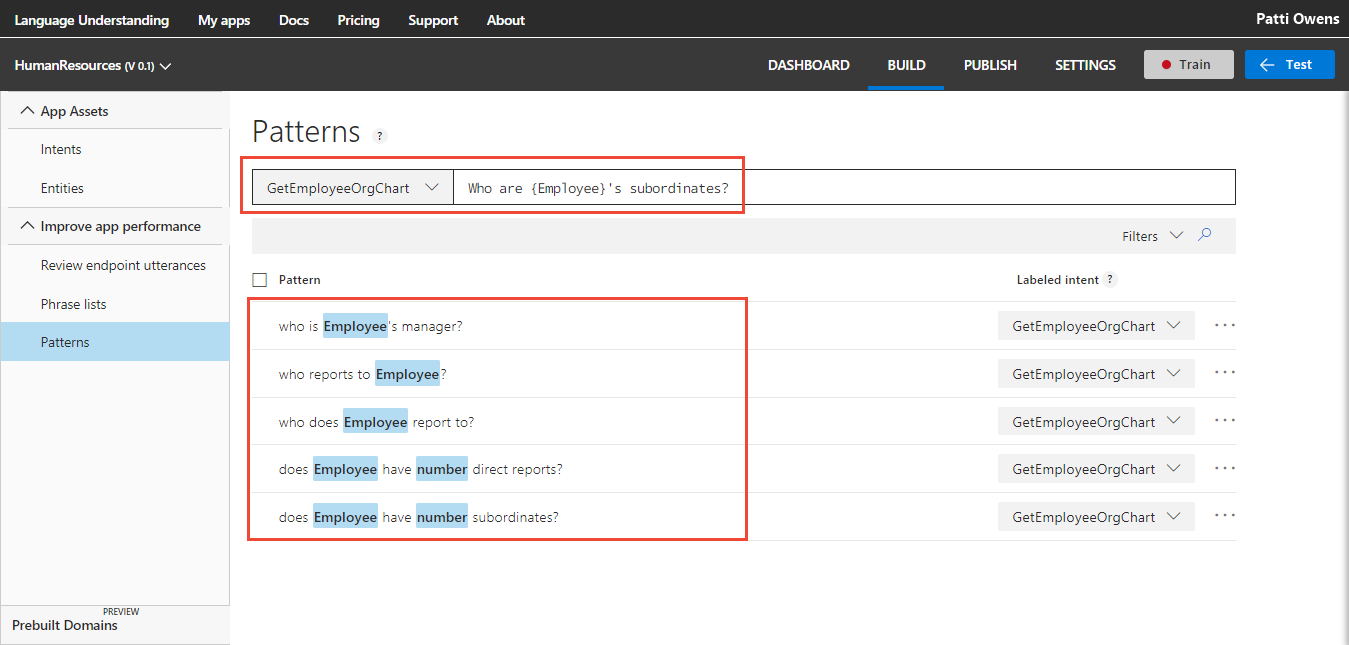 Language Understanding My apps Docs Pricing Support About Patti Owens
HumanResources (V 0.1) DASHBOARD BUILD PUBLISH SETTINGS Train Test
App Assets
Intents
Entities
Improve app performance
Review endpoint utterances
Phrase lists
Patterns
PREVIEW
Prebuilt Domains
Patterns ?
GetEmployeeOrgChart Who are {Employee}'s subordinates?
Filters
Pattern Labeled intent ?
who is Employee's manager? GetEmployeeOrgChart ...
who reports to Employee? GetEmployeeOrgChart ...
who does Employee report to? GetEmployeeOrgChart ...
does Employee have number direct reports? GetEmployeeOrgChart ...
does Employee have number subordinates? GetEmployeeOrgChart ...